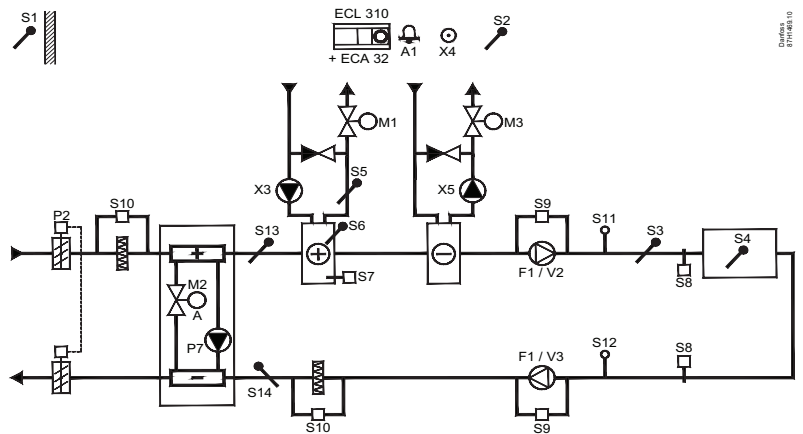 S1
ECL 310
+ ECA 32
A1
X4
S2
Danfoss
87H1469.10
M1
M3
X3
S5
X5
P2
S10
S13
S6
S9
S11
S3
S4
S7
F1 / V2
S8
M2
A
P7
S14
S10
F1 / V3
S12
S8
S9